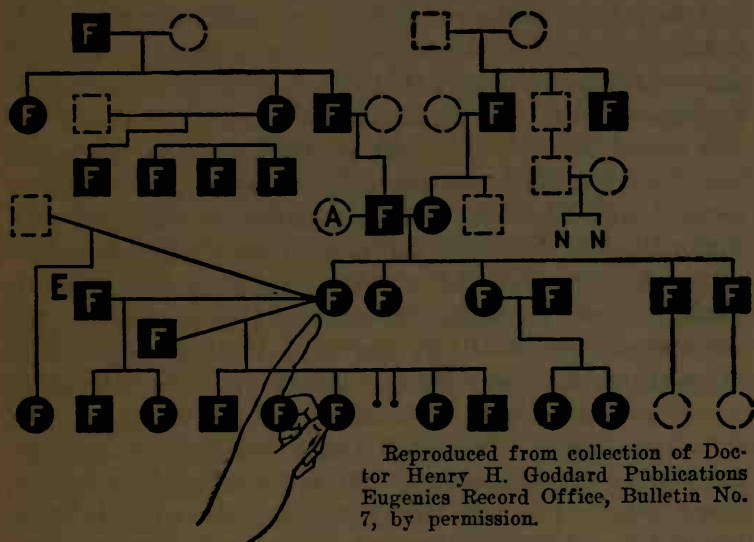 F
F F F F F
F F F F
A F F
N N
E F F F F F F F
F
F F F F F F F F F F
Reproduced from collection of Doc-
tor Henry H. Goddard Publications
Eugenics Record Office, Bulletin No.
7, by permission.